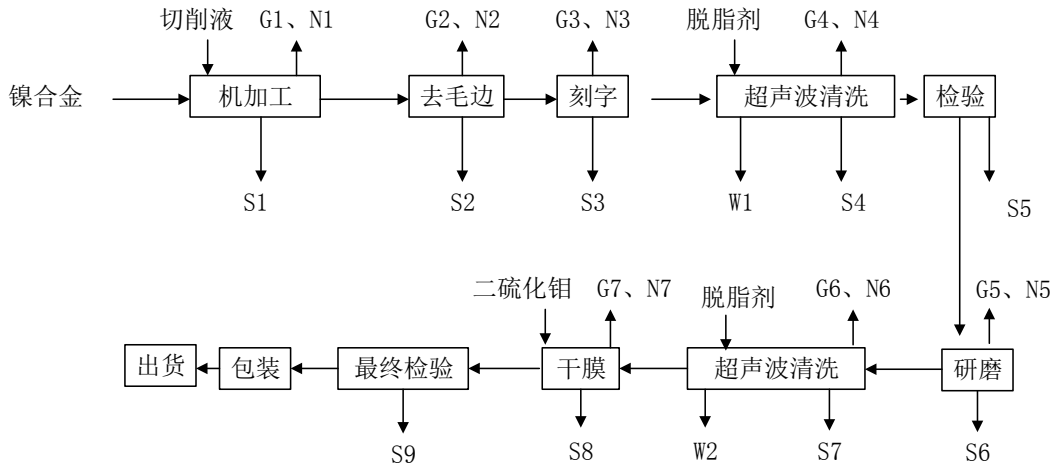 切削液 G1、N1 G2、N2 G3、N3 脱脂剂 G4、N4
镍合金 机加工 去毛边 刻字 超声波清洗 检验
S1 S2 S3 W1 S4 S5
二硫化钼 G7、N7 脱脂剂 G6、N6 G5、N5
出货 包装 最终检验 干膜 超声波清洗 研磨
S9 S8 W2 S7 S6